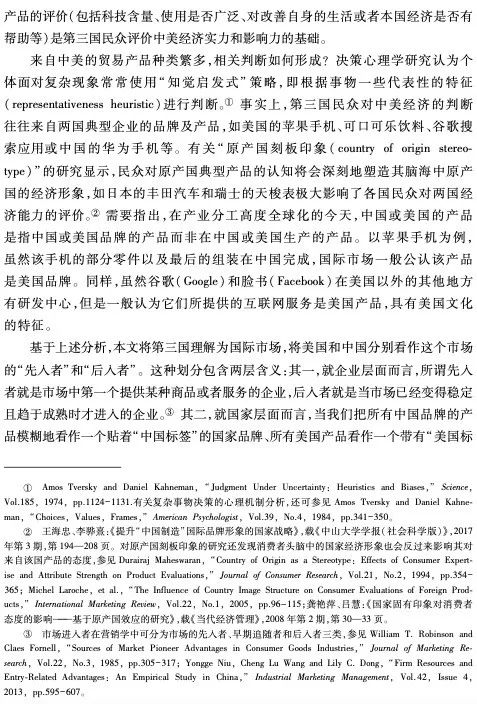 产品的评价(包括科技含量、使用是否广泛、对改善自身的生活或者本国经济是否有
帮助等)是第三国民众评价中美经济实力和影响力的基础。
来自中美的贸易产品种类繁多,相关判断如何形成? 决策心理学研究认为个
体面对复杂现象常常使用“知觉启发式”策略,即根据事物一些代表性的特征
(representativeness heuristic)进行判断。① 事实上,第三国民众对中美经济的判断
往往来自两国典型企业的品牌及产品,如美国的苹果手机、可口可乐饮料、谷歌搜
索应用或中国的华为手机等。有关“原产国刻板印象(country of origin stereo-
type)”的研究显示,民众对原产国典型产品的认知将会深刻地塑造其脑海中原产
国的经济形象,如日本的丰田汽车和瑞士的天梭表极大影响了各国民众对两国经
济能力的评价。② 需要指出,在产业分工高度全球化的今天,中国或美国的产品
是指中国或美国品牌的产品而非在中国或美国生产的产品。以苹果手机为例,
虽然该手机的部分零件以及最后的组装在中国完成,国际市场一般公认该产品
是美国品牌。同样,虽然谷歌(Google)和脸书(Facebook)在美国以外的其他地方
有研发中心,但是一般认为它们所提供的互联网服务是美国产品,具有美国文化
的特征。
基于上述分析,本文将第三国理解为国际市场,将美国和中国分别看作这个市场
的“先入者”和“后入者”。这种划分包含两层含义:其一,就企业层面而言,所谓先入
者就是市场中第一个提供某种商品或者服务的企业,后入者就是当市场已经变得稳定
且趋于成熟时才进入的企业。③ 其二,就国家层面而言,当我们把所有中国品牌的产
品模糊地看作一个贴着“中国标签”的国家品牌、所有美国产品看作一个带有“美国标
① Amos Tversky and Daniel Kahneman, “Judgment Under Uncertainty: Heuristics and Biases,” Science,
Vol.185, 1974, pp.1124-1131.有关复杂事物决策的心理机制分析,还可参见 Amos Tversky and Daniel Kahne-
man, “Choices, Values, Frames,” American Psychologist, Vol.39, No.4, 1984, pp.341-350。
② 王海忠、李骅熹:《提升“中国制造”国际品牌形象的国家战略》,载《中山大学学报(社会科学版)》,2017
年第 3 期,第 194—208 页。对原产国刻板印象的研究还发现消费者头脑中的国家经济形象也会反过来影响其对
来自该国产品的态度,参见 Durairaj Maheswaran, “Country of Origin as a Stereotype: Effects of Consumer Expert-
ise and Attribute Strength on Product Evaluations,” Journal of Consumer Research, Vol.21, No.2, 1994, pp.354-
365; Michel Laroche, et al., “The Influence of Country Image Structure on Consumer Evaluations of Foreign Prod-
ucts,” International Marketing Review, Vol.22, No.1, 2005, pp.96-115;龚艳萍、吕慧:《国家固有印象对消费者
态度的影响——基于原产国效应的研究》,载《当代经济管理》,2008 年第 2 期,第 30—33 页。
③ 市场进入者在营销学中可分为市场的先入者、早期追随者和后入者三类,参见 William T. Robinson and
Claes Fornell, “Sources of Market Pioneer Advantages in Consumer Goods Industries,” Journal of Marketing Re-
search, Vol.22, No.3, 1985, pp.305-317; Yongge Niu, Cheng Lu Wang and Lily C. Dong, “Firm Resources and
Entry-Related Advantages: An Empirical Study in China,” Industrial Marketing Management, Vol.42, Issue 4,
2013, pp.595-607。